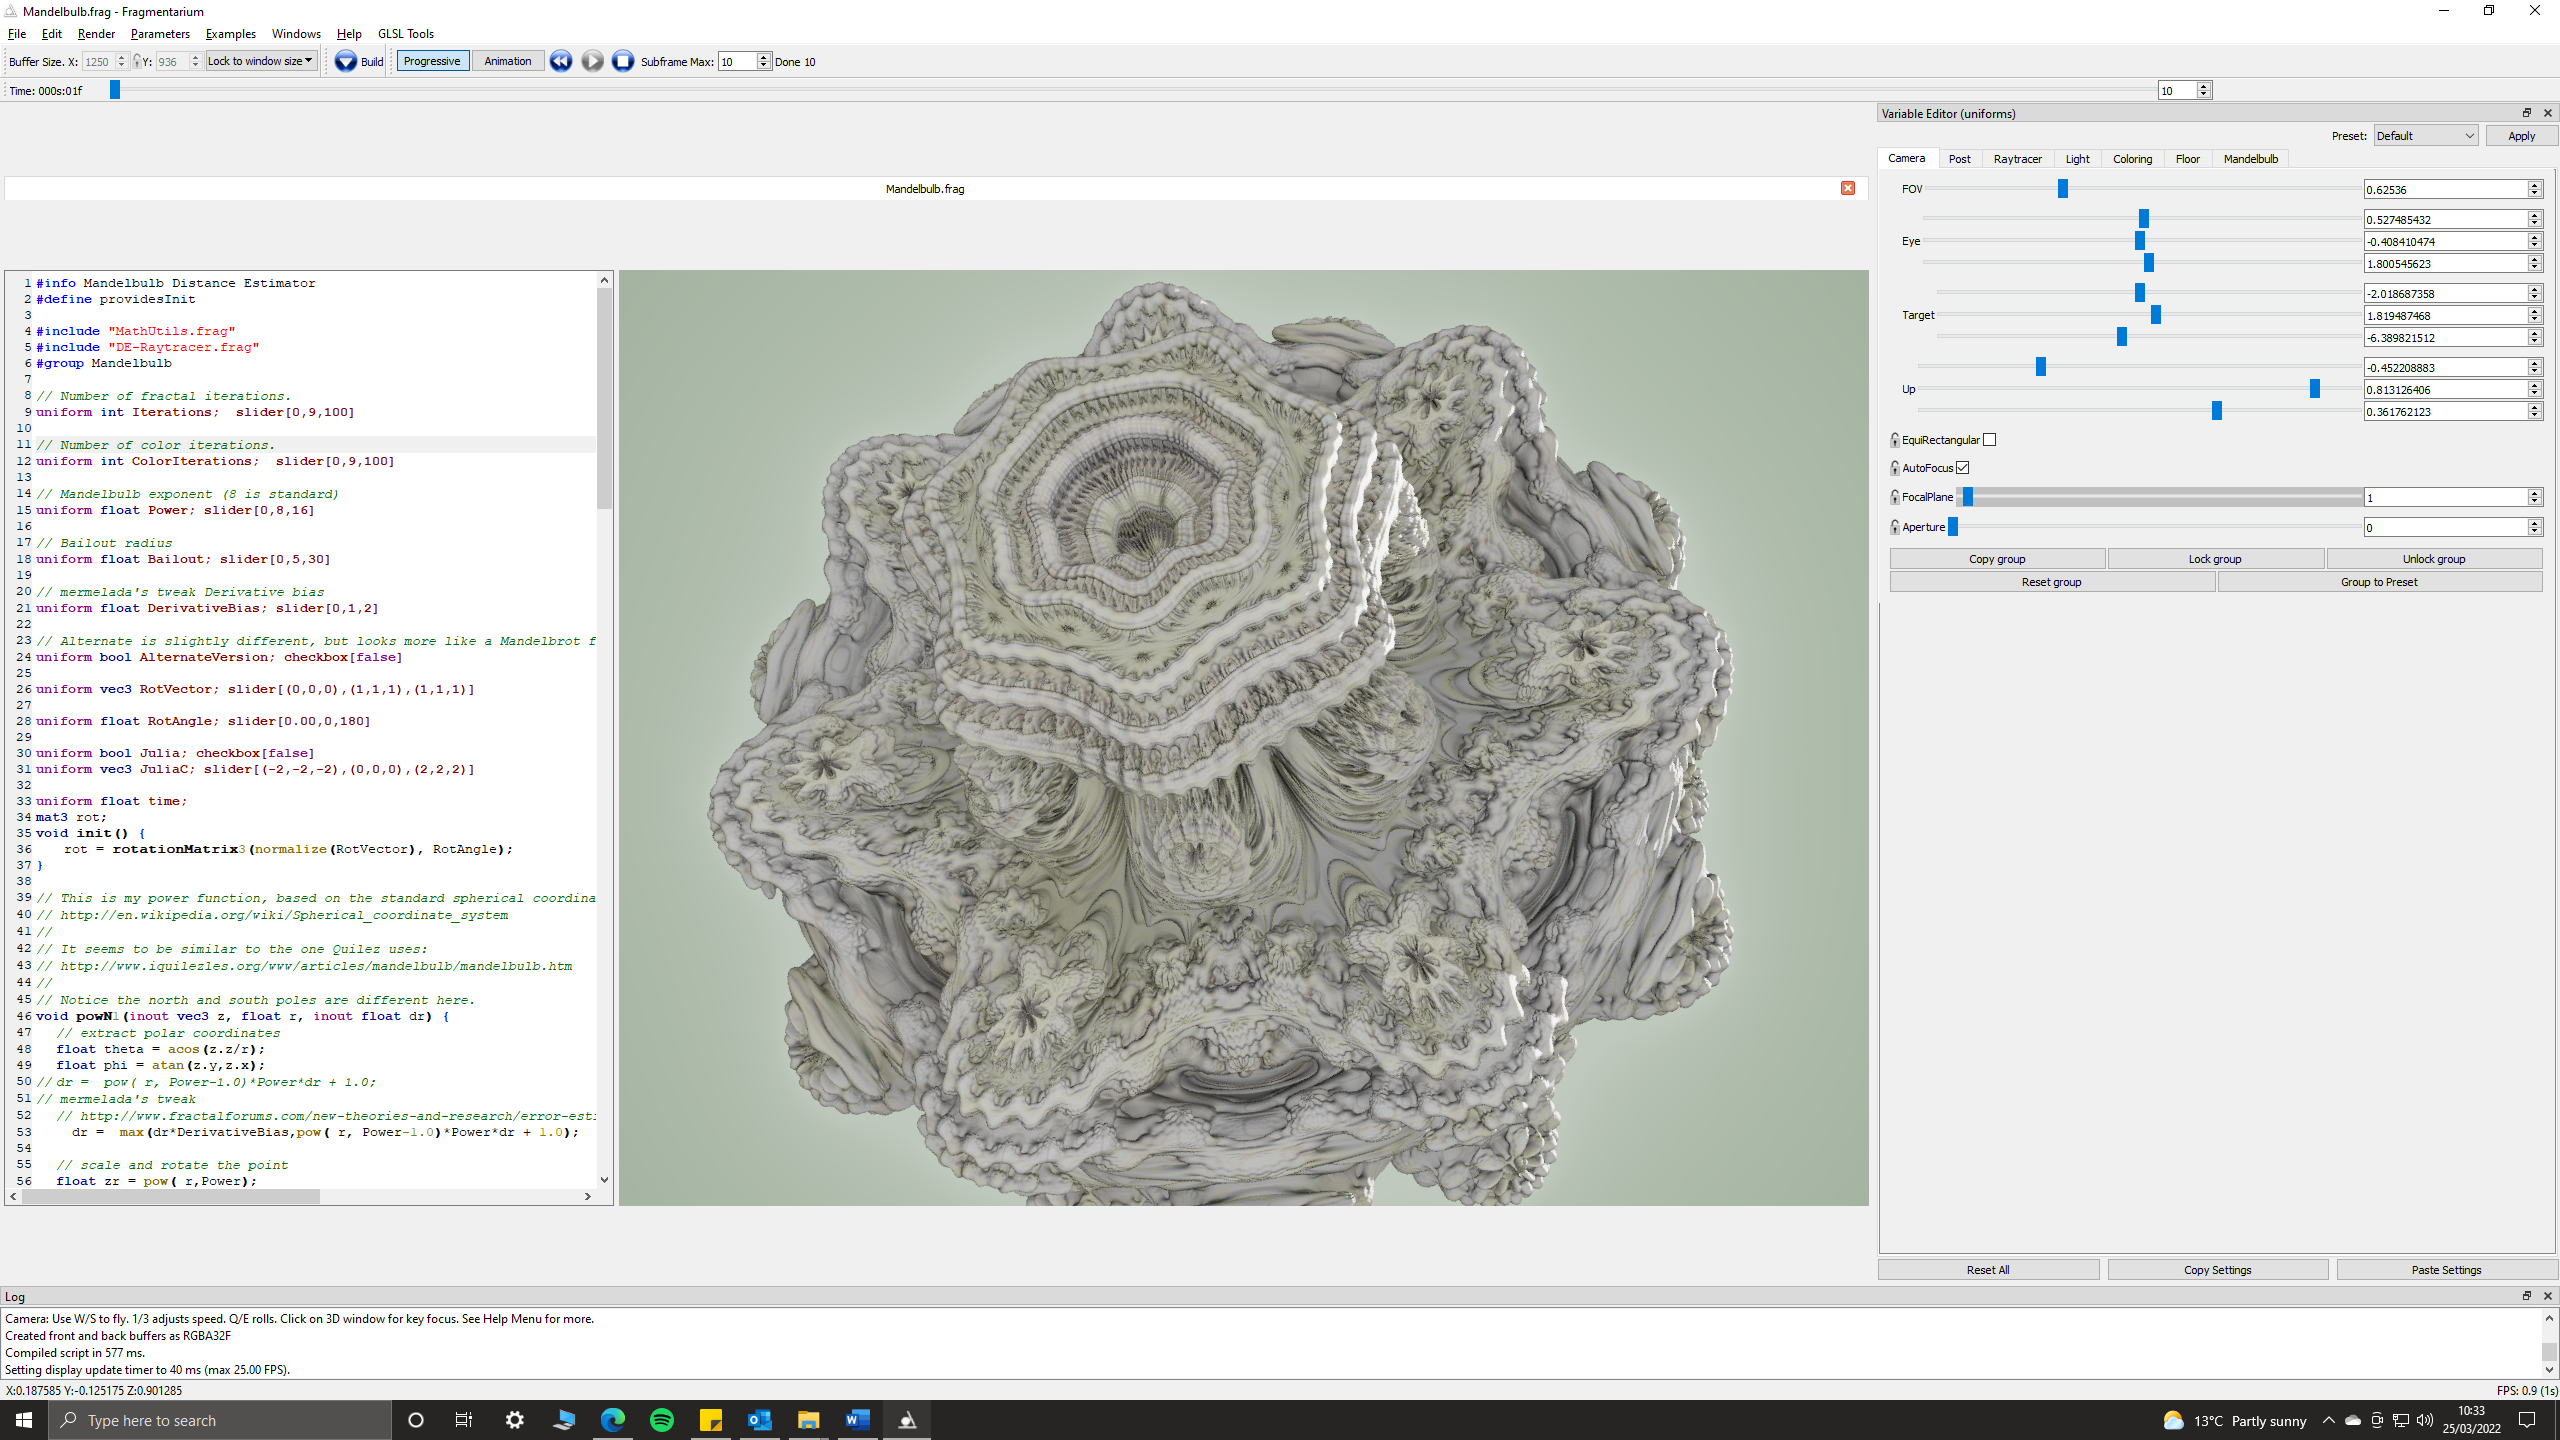 Mandelbulb.frag - Fragmentarium
File Edit Render Parameters Examples Windows Help GLSL Tools
Buffer Size. X: 1250 Y: 936 Lock to window size Build Progressive Animation Subframe Max: 10 Done 10
Time: 000s:01f 10
Mandelbulb.frag
1 #info Mandelbulb Distance Estimator
2 #define providesInit
3
4 #include "MathUtils.frag"
5 #include "DE-Raytracer.frag"
6 #group Mandelbulb
7
8 // Number of fractal iterations.
9 uniform int Iterations;  slider[0,9,100]
10
11 // Number of color iterations.
12 uniform int ColorIterations;  slider[0,9,100]
13
14 // Mandelbulb exponent (8 is standard)
15 uniform float Power; slider[0,8,16]
16
17 // Bailout radius
18 uniform float Bailout; slider[0,5,30]
19
20 // mermelada's tweak Derivative bias
21 uniform float DerivativeBias; slider[0,1,2]
22
23 // Alternate is slightly different, but looks more like a Mandelbrot f
24 uniform bool AlternateVersion; checkbox[false]
25
26 uniform vec3 RotVector; slider[(0,0,0),(1,1,1),(1,1,1)]
27
28 uniform float RotAngle; slider[0.00,0,180]
29
30 uniform bool Julia; checkbox[false]
31 uniform vec3 JuliaC; slider[(-2,-2,-2),(0,0,0),(2,2,2)]
32
33 uniform float time;
34 mat3 rot;
35 void init() {
36 rot = rotationMatrix3(normalize(RotVector), RotAngle);
37 }
38
39 // This is my power function, based on the standard spherical coordina
40 // http://en.wikipedia.org/wiki/Spherical_coordinate_system
41 //
42 // It seems to be similar to the one Quilez uses:
43 // http://www.iquilezles.org/www/articles/mandelbulb/mandelbulb.htm
44 //
45 // Notice the north and south poles are different here.
46 void powN1(inout vec3 z, float r, inout float dr) {
47 // extract polar coordinates
48 float theta = acos(z.z/r);
49 float phi = atan(z.y,z.x);
50 // dr =  pow( r, Power-1.0)*Power*dr + 1.0;
51 // mermelada's tweak
52 // http://www.fractalforums.com/new-theories-and-research/error-esti
53 dr =  max(dr*DerivativeBias,pow( r, Power-1.0)*Power*dr + 1.0);
54
55 // scale and rotate the point
56 float zr = pow( r,Power);
Variable Editor (uniforms)
Preset: Default Apply
Camera Post Raytracer Light Coloring Floor Mandelbulb
FOV 0.62536
0.527485432
Eye -0.408410474
1.800545623
-2.018687358
Target 1.819487468
-6.389821512
-0.452208883
Up 0.813126406
0.361762123
EquiRectangular
AutoFocus
FocalPlane 1
Aperture 0
Copy group Lock group Unlock group
Reset group Group to Preset
Reset All Copy Settings Paste Settings
Log
Camera: Use W/S to fly. 1/3 adjusts speed. Q/E rolls. Click on 3D window for key focus. See Help Menu for more.
Created front and back buffers as RGBA32F
Compiled script in 577 ms.
Setting display update timer to 40 ms (max 25.00 FPS).
X:0.187585 Y:-0.125175 Z:0.901285 FPS: 0.9 (1s)
Type here to search 13°C Partly sunny 10:33
25/03/2022